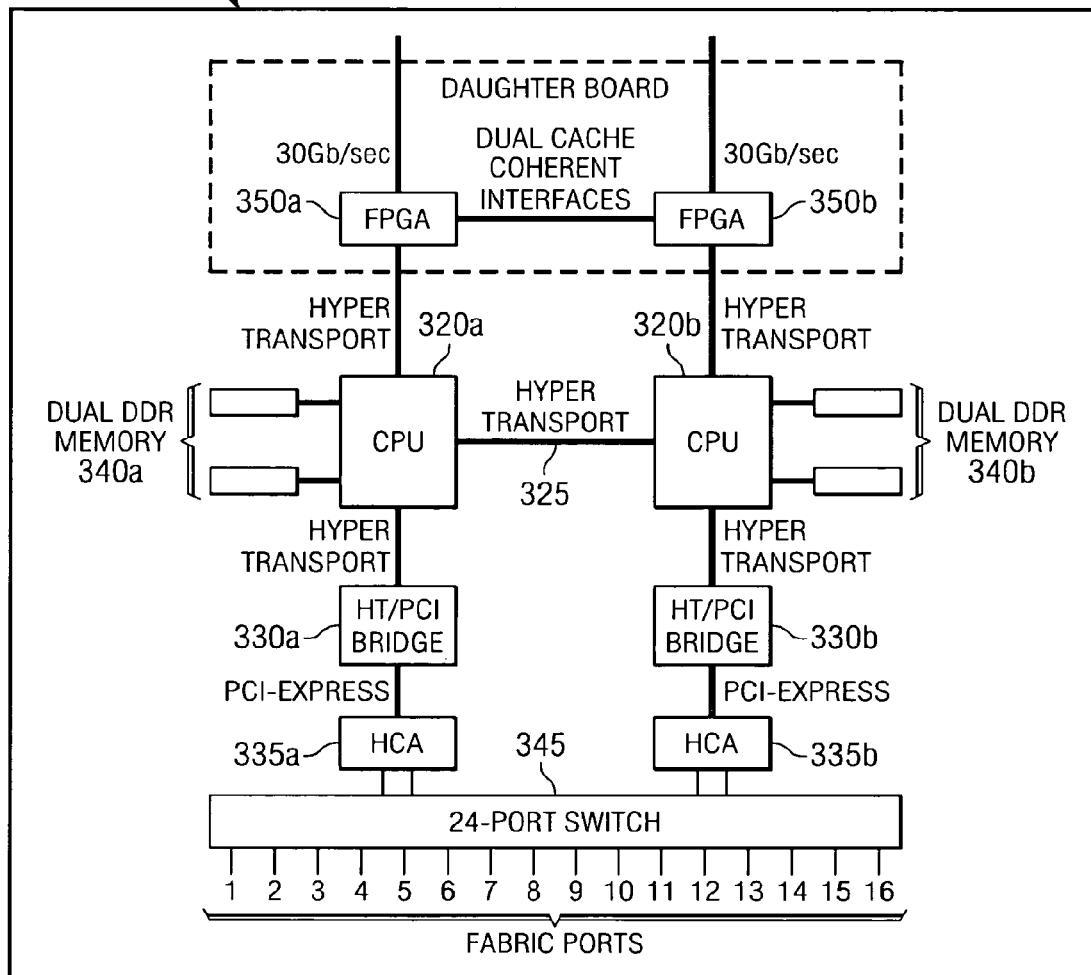 DAUGHTER BOARD
30Gb/sec
DUAL CACHE
COHERENT
INTERFACES
30Gb/sec
350a
FPGA
FPGA
350b
HYPER
TRANSPORT
320a
320b
HYPER
TRANSPORT
DUAL DDR
MEMORY
340a
CPU
HYPER
TRANSPORT
325
CPU
DUAL DDR
MEMORY
340b
HYPER
TRANSPORT
HYPER
TRANSPORT
330a
HT/PCI
BRIDGE
HT/PCI
BRIDGE
330b
PCI-EXPRESS
PCI-EXPRESS
335a
HCA
345
HCA
335b
24-PORT SWITCH
1 2 3 4 5 6 7 8 9 10 11 12 13 14 15 16
FABRIC PORTS